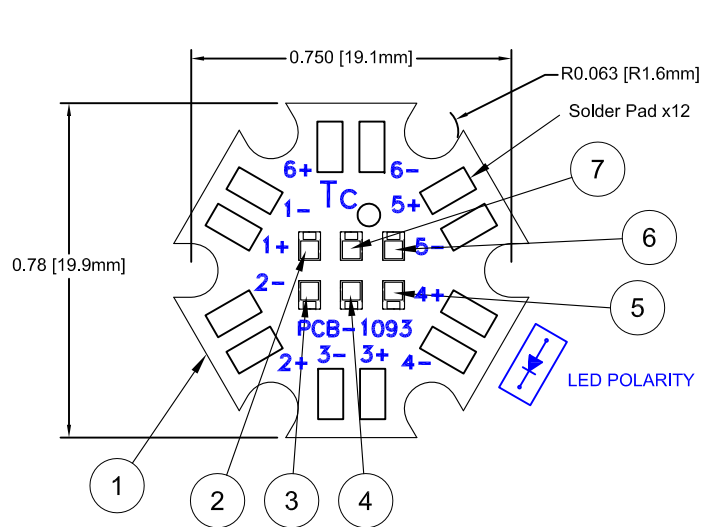 0.750 [19.1mm]
R0.063 [R1.6mm]
Solder Pad x12
7
6+
6-
Tc
1-
5+
1+
5-
6
0.78 [19.9mm]
2-
4+
5
PCB-1093
2+
3-
3+
4-
LED POLARITY
1
2
3
4